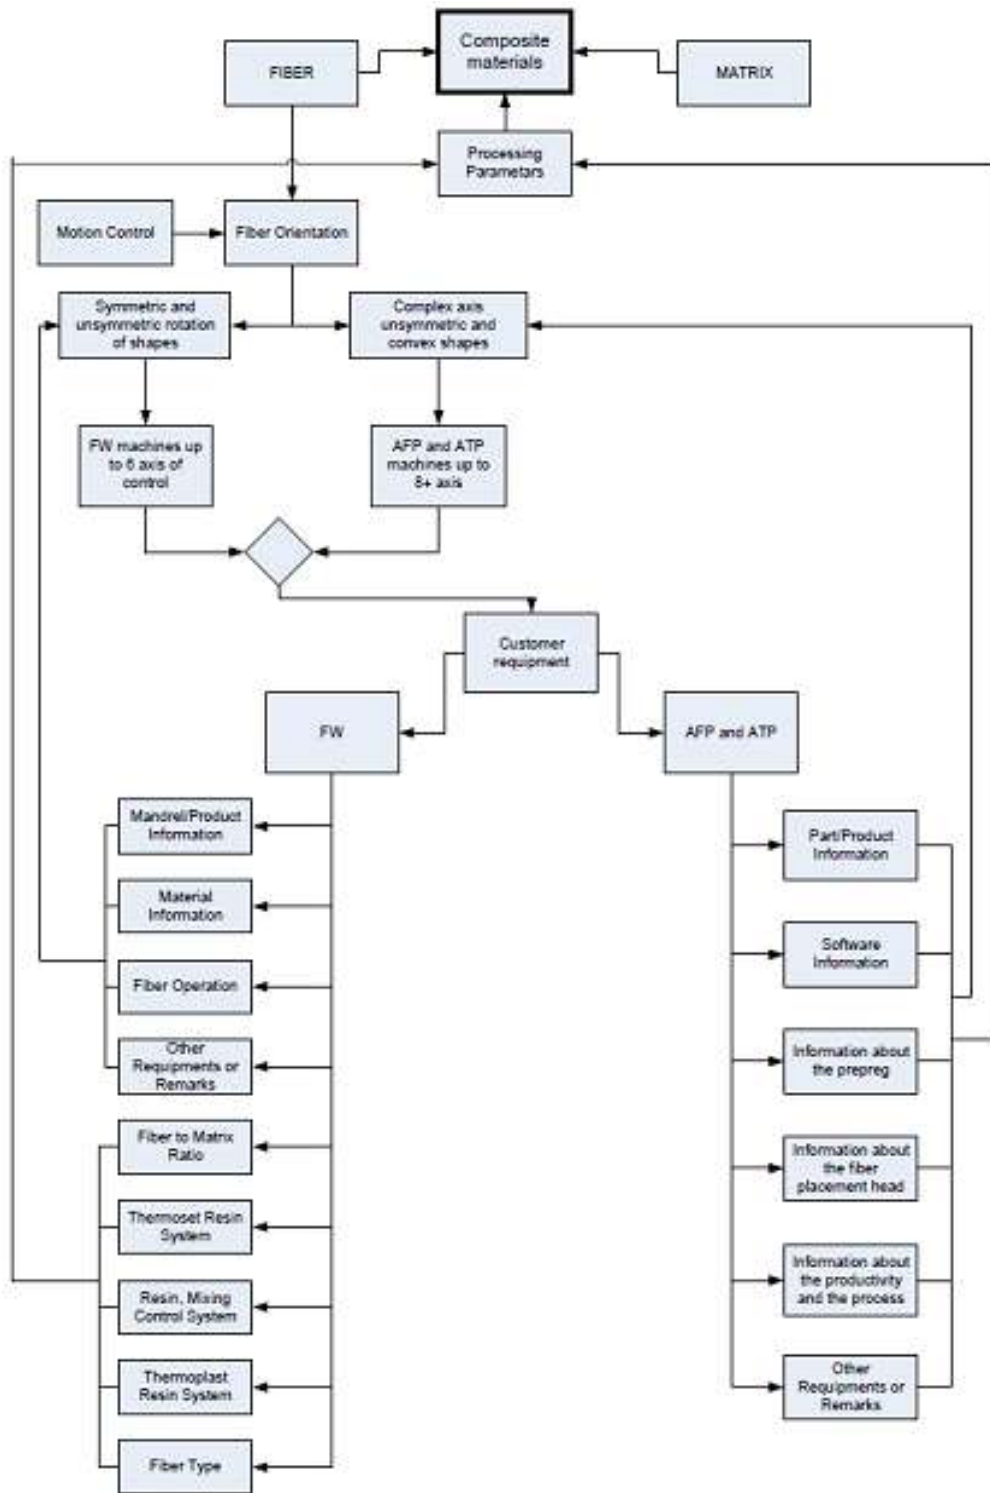 Composite
materials
FIBER
MATRIX
Processing
Parametars
Motion Control
Fiber Orientation
Symmetric and
unsymmetric rotation
of shapes
Complex axis
unsymmetric and
convex shapes
FW machines up
to 6 axis of
control
AFP and ATP
machines up to
8+ axis
Customer
requipment
FW
AFP and ATP
Mandrel/Product
Information
Material
Information
Fiber Operation
Other
Requipments or
Remarks
Fiber to Matrix
Ratio
Thermoset Resin
System
Resin, Mixing
Control System
Thermoplast
Resin System
Fiber Type
Part/Product
Information
Software
Information
Information about
the prepreg
Information about
the fiber
placement head
Information about
the productivity
and the process
Other
Requipments or
Remarks